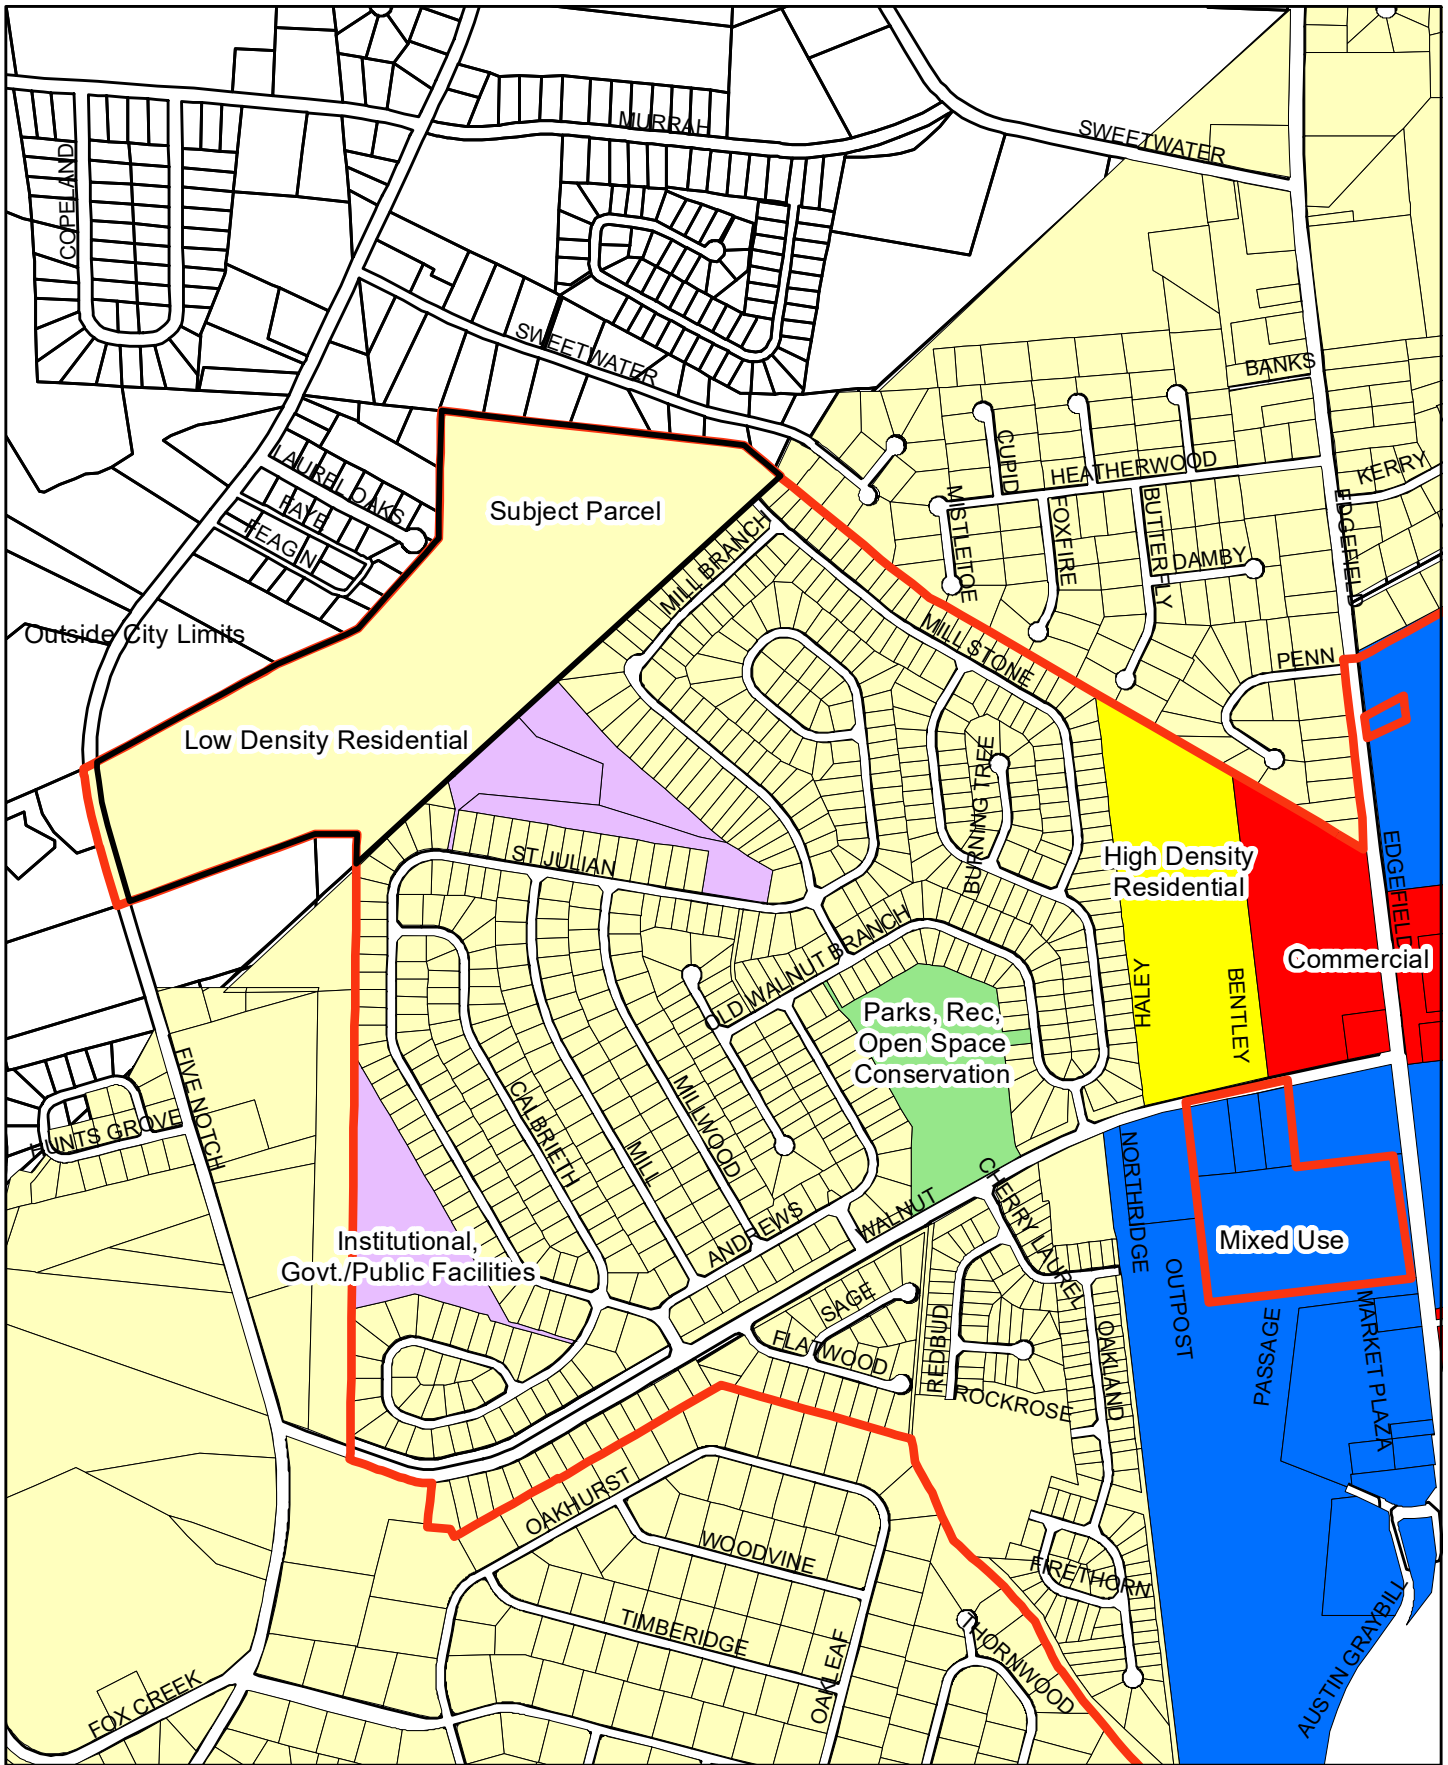 MURRAH
SWEETWATER
COPELAND
SWEETWATER
BANKS
CUPID
HEATHERWOOD
KERRY
LAUREL OAKS
FAYE
FEAGIN
Subject Parcel
MISTLETOE
FOXFIRE
BUTTERFLY
DAMBY
EDGEFIELD
MILL BRANCH
Outside City Limits
MILL STONE
PENN
Low Density Residential
BURNING TREE
ST JULIAN
High Density
Residential
EDGEFIELD
OLD WALNUT BRANCH
HALEY
BENTLEY
Commercial
Parks, Rec,
Open Space
Conservation
FIVE NOTCH
HUNTS GROVE
CALBRIETH
MILL
MILLWOOD
ANDREWS
WALNUT
CHERRY LAUREL
NORTHRIDGE
Institutional,
Govt./Public Facilities
Mixed Use
OUTPOST
PASSAGE
MARKET PLAZA
SAGE
FLATWOOD
REDBUD
ROCKROSE
OAKLAND
OAKHURST
WOODVINE
FIRETHORN
TIMBERIDGE
OAKLEAF
THORNWOOD
FOX CREEK
AUSTIN GRAYBILL